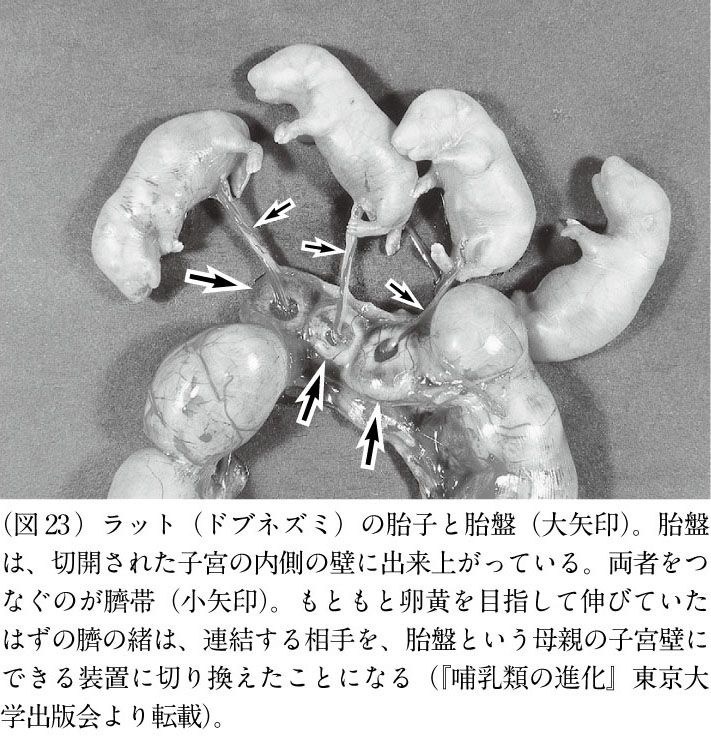 (図23)ラット(ドブネズミ)の胎子と胎盤(大矢印)。胎盤
は、切開された子宮の内側の壁に出来上がっている。両者をつ
なぐのが臍帯(小矢印)。もともと卵黄を目指して伸びていた
はずの臍の緒は、連結する相手を、胎盤という母親の子宮壁に
できる装置に切り換えたことになる(『哺乳類の進化』東京大
学出版会より転載)。